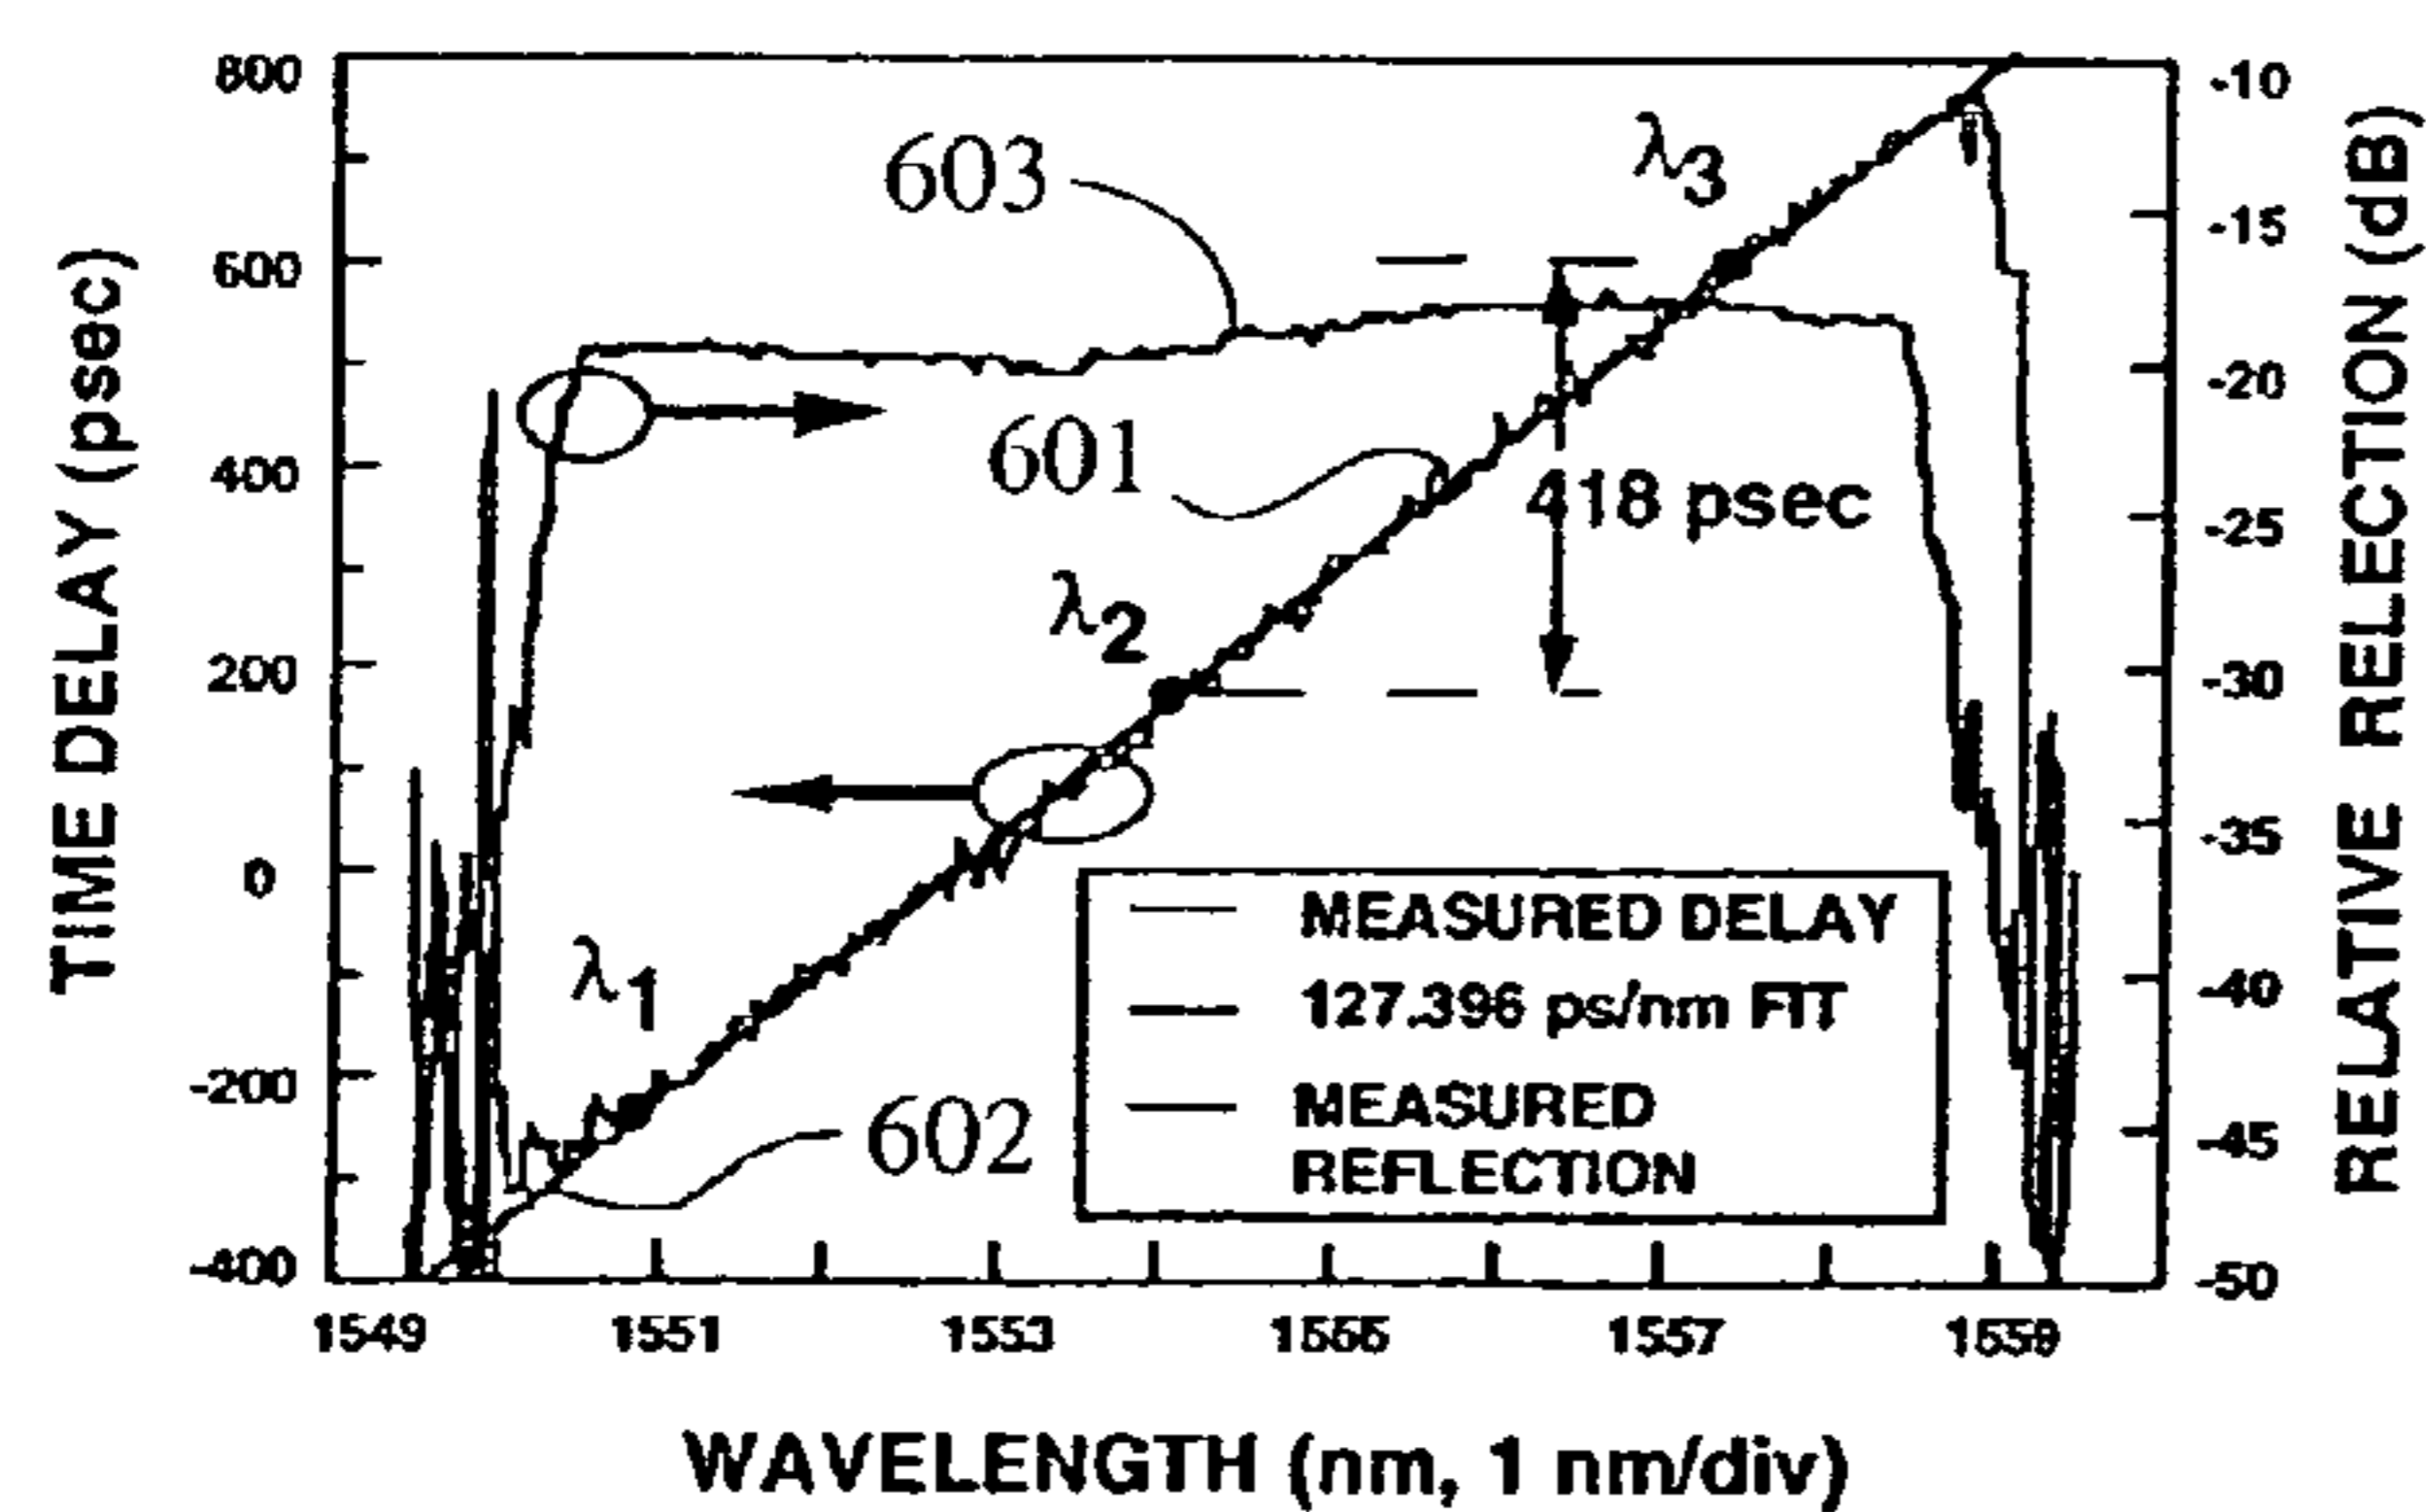 800
600
400
200
0
-200
-400
TIME DELAY (psec)
-10
-15
-20
-25
-30
-35
-40
-45
-50
RELATIVE RELECTION (dB)
603
λ3
601
418 psec
λ2
λ1
602
MEASURED DELAY
127.396 ps/nm FIT
MEASURED
REFLECTION
1549 1551 1553 1555 1557 1559
WAVELENGTH (nm, 1 nm/div)